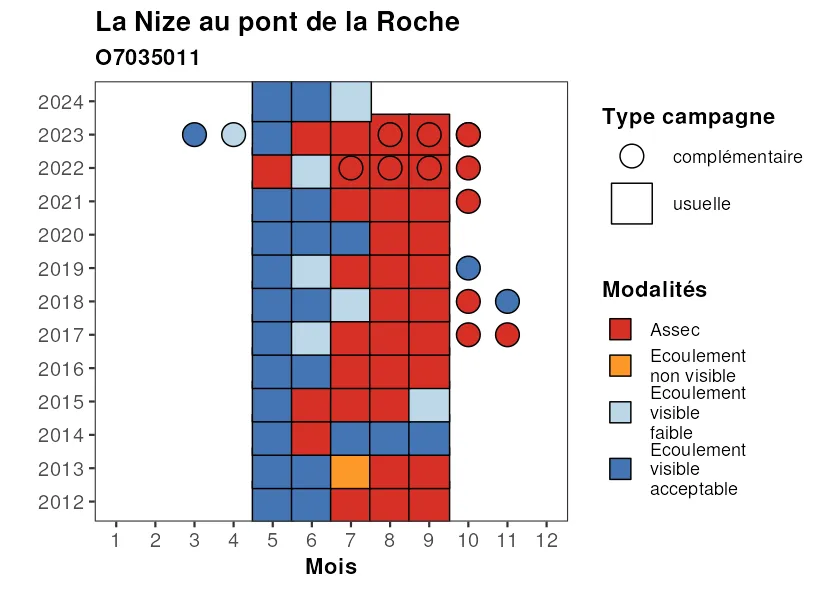 La Nize au pont de la Roche
O7035011
2024
2023
2022
2021
2020
2019
2018
2017
2016
2015
2014
2013
2012
1 2 3 4 5 6 7 8 9 10 11 12
Mois
Type campagne
complémentaire
usuelle
Modalités
Assec
Ecoulement
non visible
Ecoulement
visible
faible
Ecoulement
visible
acceptable